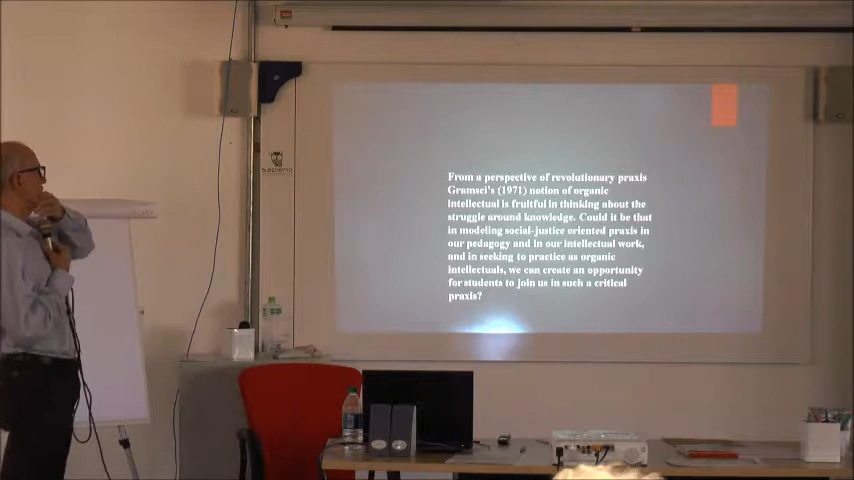 From a perspective of revolutionary praxis
Gramsci's (1971) notion of organic
intellectual is fruitful in thinking about the
struggle around knowledge. Could it be that
in modeling social-justice oriented praxis in
our pedagogy and in our intellectual work,
and in seeking to practice as organic
intellectuals, we can create an opportunity
for students to join us in such a critical
praxis?
sapienc